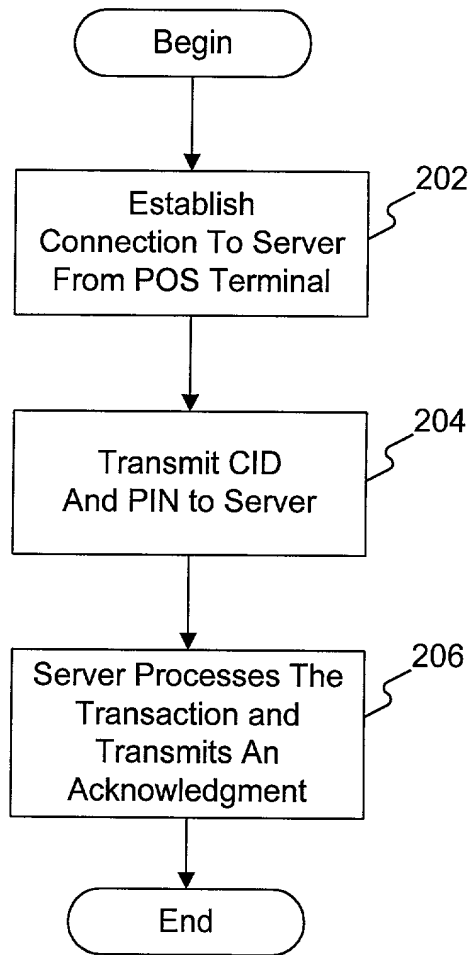 Begin
202
Establish
Connection To Server
From POS Terminal
204
Transmit CID
And PIN to Server
206
Server Processes The
Transaction and
Transmits An
Acknowledgment
End